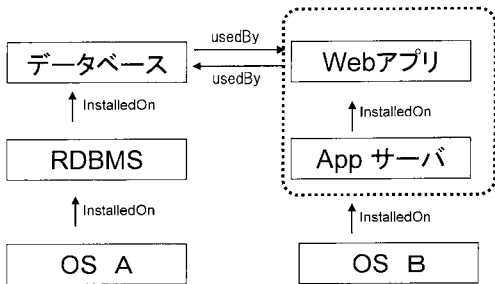 usedBy
データベース
Webアプリ
usedBy
InstalledOn
InstalledOn
RDBMS
App サーバ
InstalledOn
InstalledOn
OS A
OS B